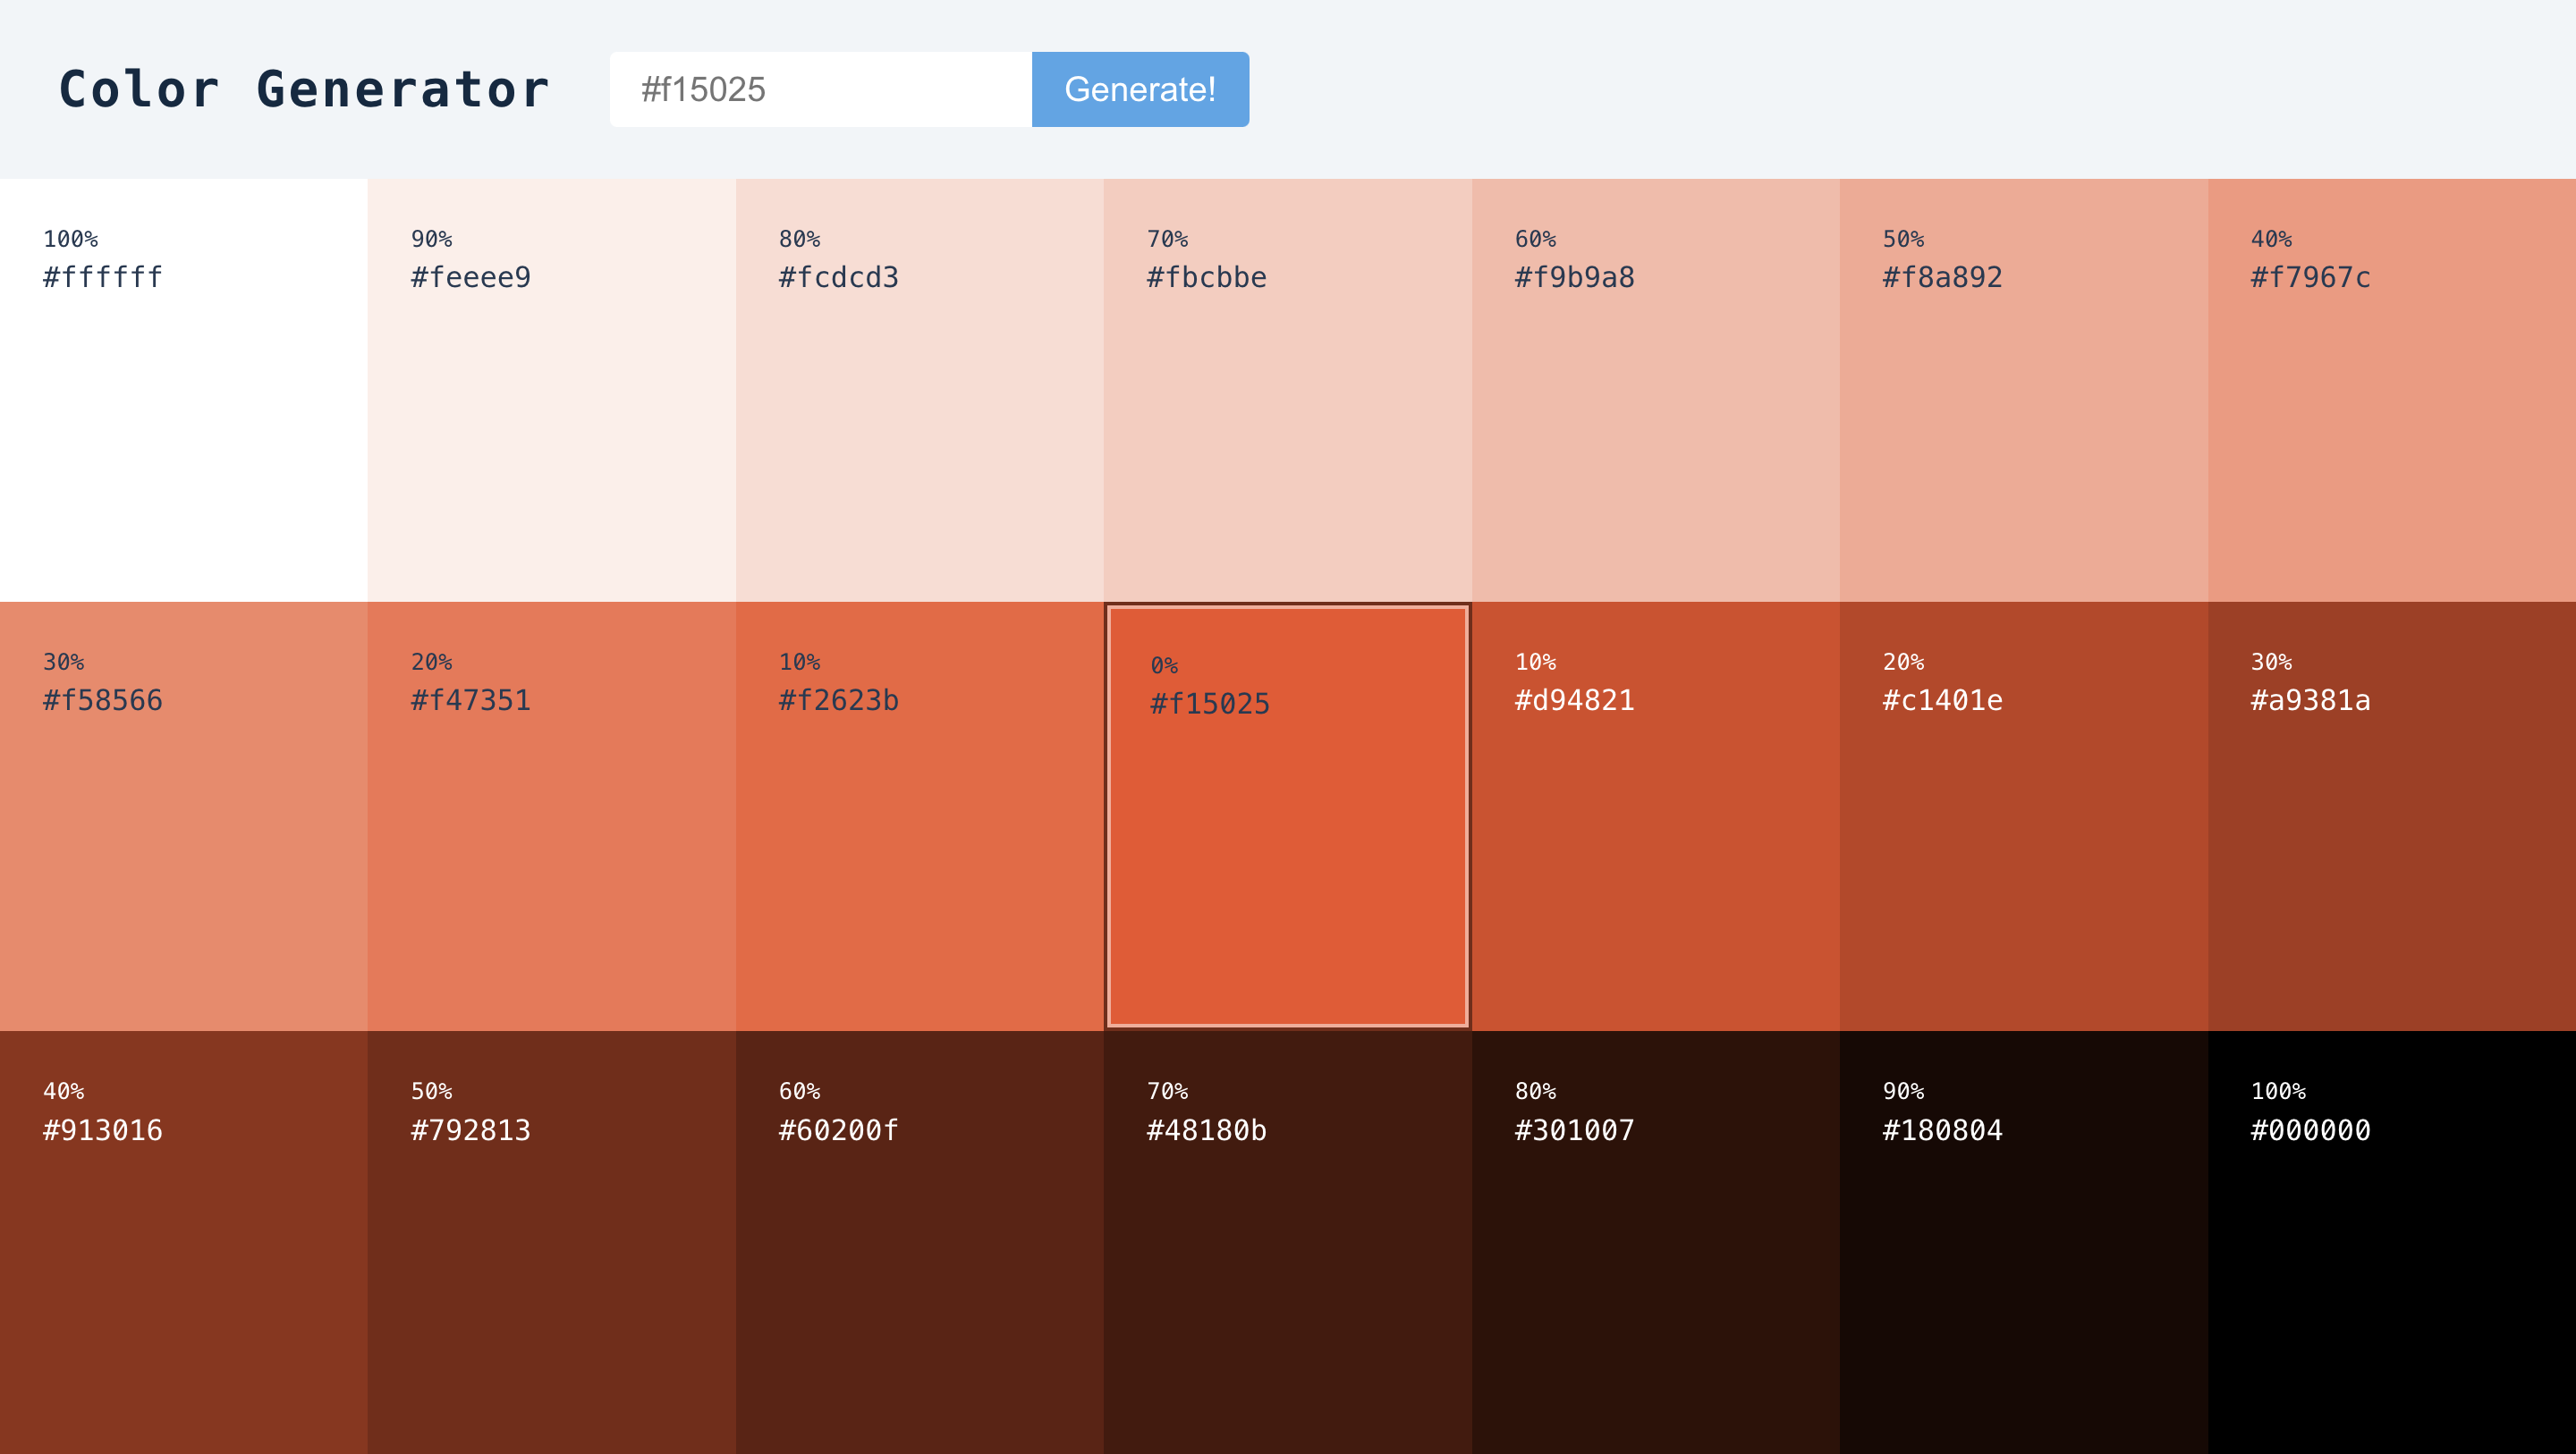 Color Generator
#f15025
Generate!
100%
#ffffff
90%
#feeee9
80%
#fcdcd3
70%
#fbcbbe
60%
#f9b9a8
50%
#f8a892
40%
#f7967c
30%
#f58566
20%
#f47351
10%
#f2623b
0%
#f15025
10%
#d94821
20%
#c1401e
30%
#a9381a
40%
#913016
50%
#792813
60%
#60200f
70%
#48180b
80%
#301007
90%
#180804
100%
#000000